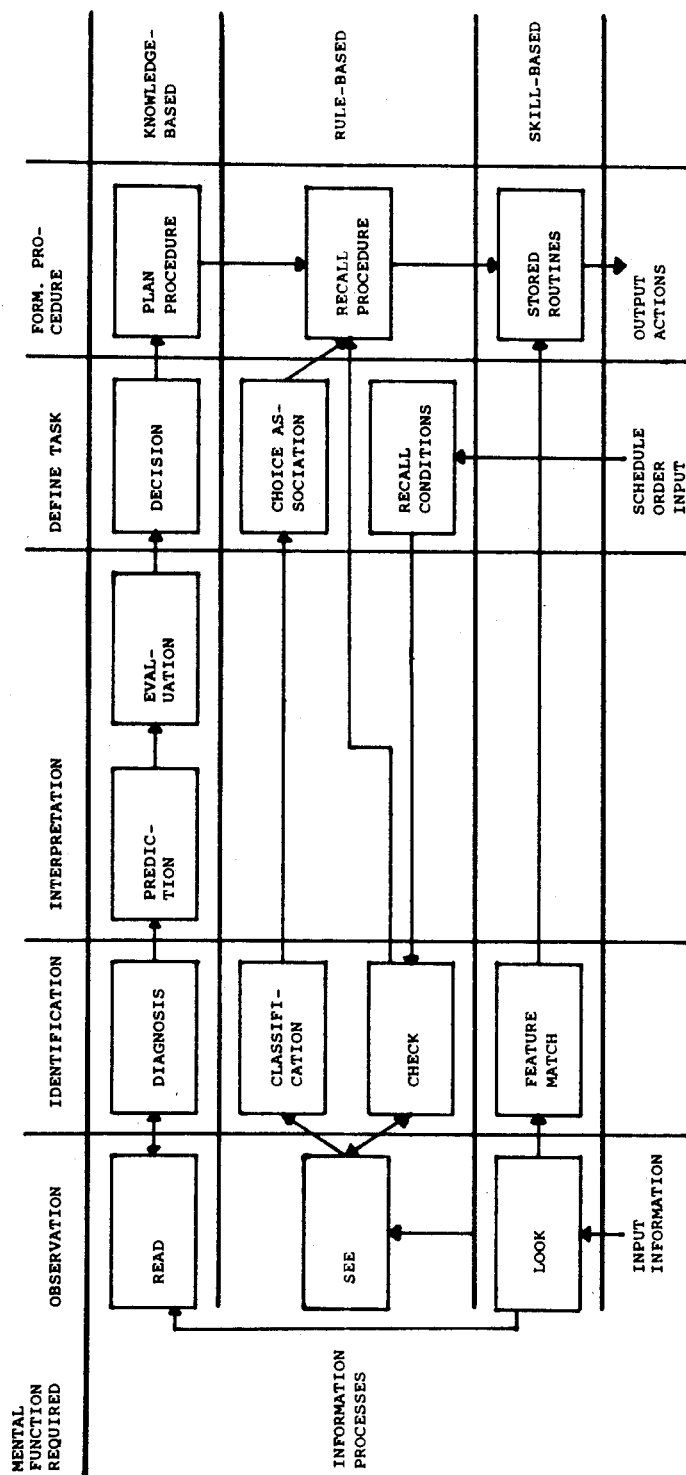 MENTAL
FUNCTION
REQUIRED
OBSERVATION
IDENTIFICATION
INTERPRETATION
DEFINE TASK
FORM. PRO-
CEDURE
READ
DIAGNOSIS
PREDIC-
TION
EVAL-
UATION
DECISION
PLAN
PROCEDURE
KNOWLEDGE-
BASED
INFORMATION
PROCESSES
SEE
CLASSIFI-
CATION
CHECK
CHOICE AS-
SOCIATION
RECALL
CONDITIONS
RECALL
PROCEDURE
RULE-BASED
LOOK
FEATURE
MATCH
STORED
ROUTINES
SKILL-BASED
INPUT
INFORMATION
SCHEDULE
ORDER
INPUT
OUTPUT
ACTIONS